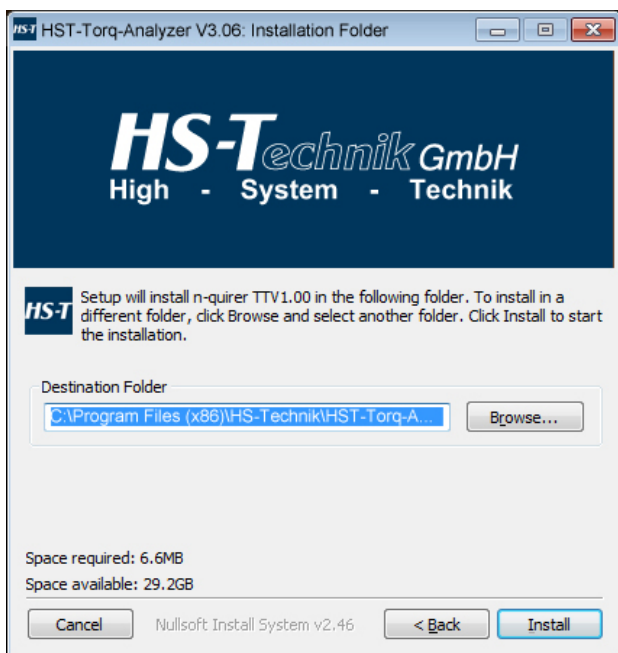 HS-T HST-Torq-Analyzer V3.06: Installation Folder
HS-Technik GmbH
High - System - Technik
HS-T
Setup will install n-quirer TTV1.00 in the following folder. To install in a
different folder, click Browse and select another folder. Click Install to start
the installation.
Destination Folder
C:\Program Files (x86)\HS-Technik\HST-Torq-A...
Browse...
Space required: 6.6MB
Space available: 29.2GB
Cancel Nullsoft Install System v2.46 < Back Install